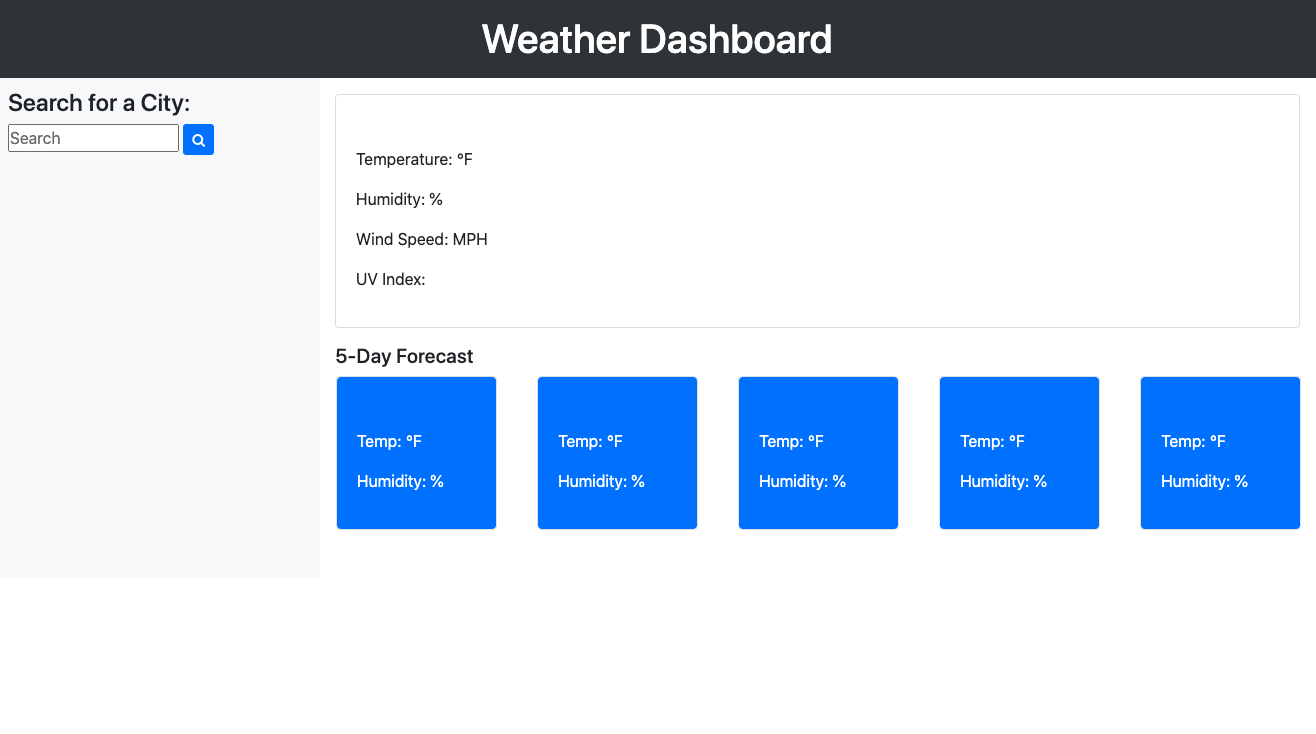 Weather Dashboard
Search for a City:
Search
Temperature: °F
Humidity: %
Wind Speed: MPH
UV Index:
5-Day Forecast
Temp: °F
Humidity: %
Temp: °F
Humidity: %
Temp: °F
Humidity: %
Temp: °F
Humidity: %
Temp: °F
Humidity: %